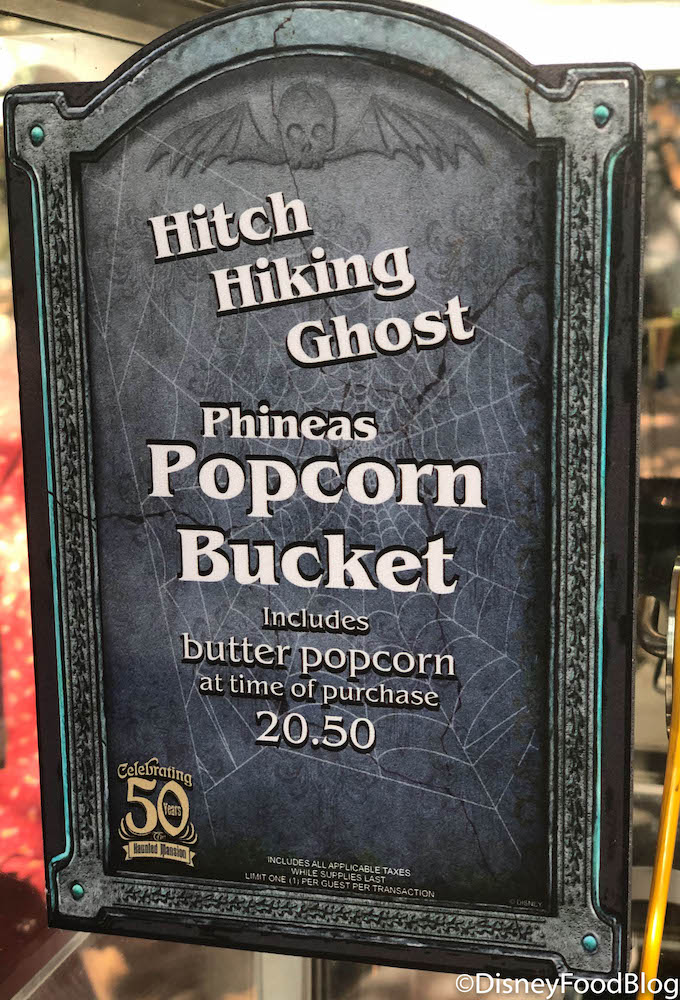 Hitch
Hiking
Ghost
Phineas
Popcorn
Bucket
Includes
butter popcorn
at time of purchase
20.50
Celebrating
50
Years
The
Haunted Mansion
INCLUDES ALL APPLICABLE TAXES
WHILE SUPPLIES LAST
LIMIT ONE (1) PER GUEST PER TRANSACTION
© DISNEY
©DisneyFoodBlog